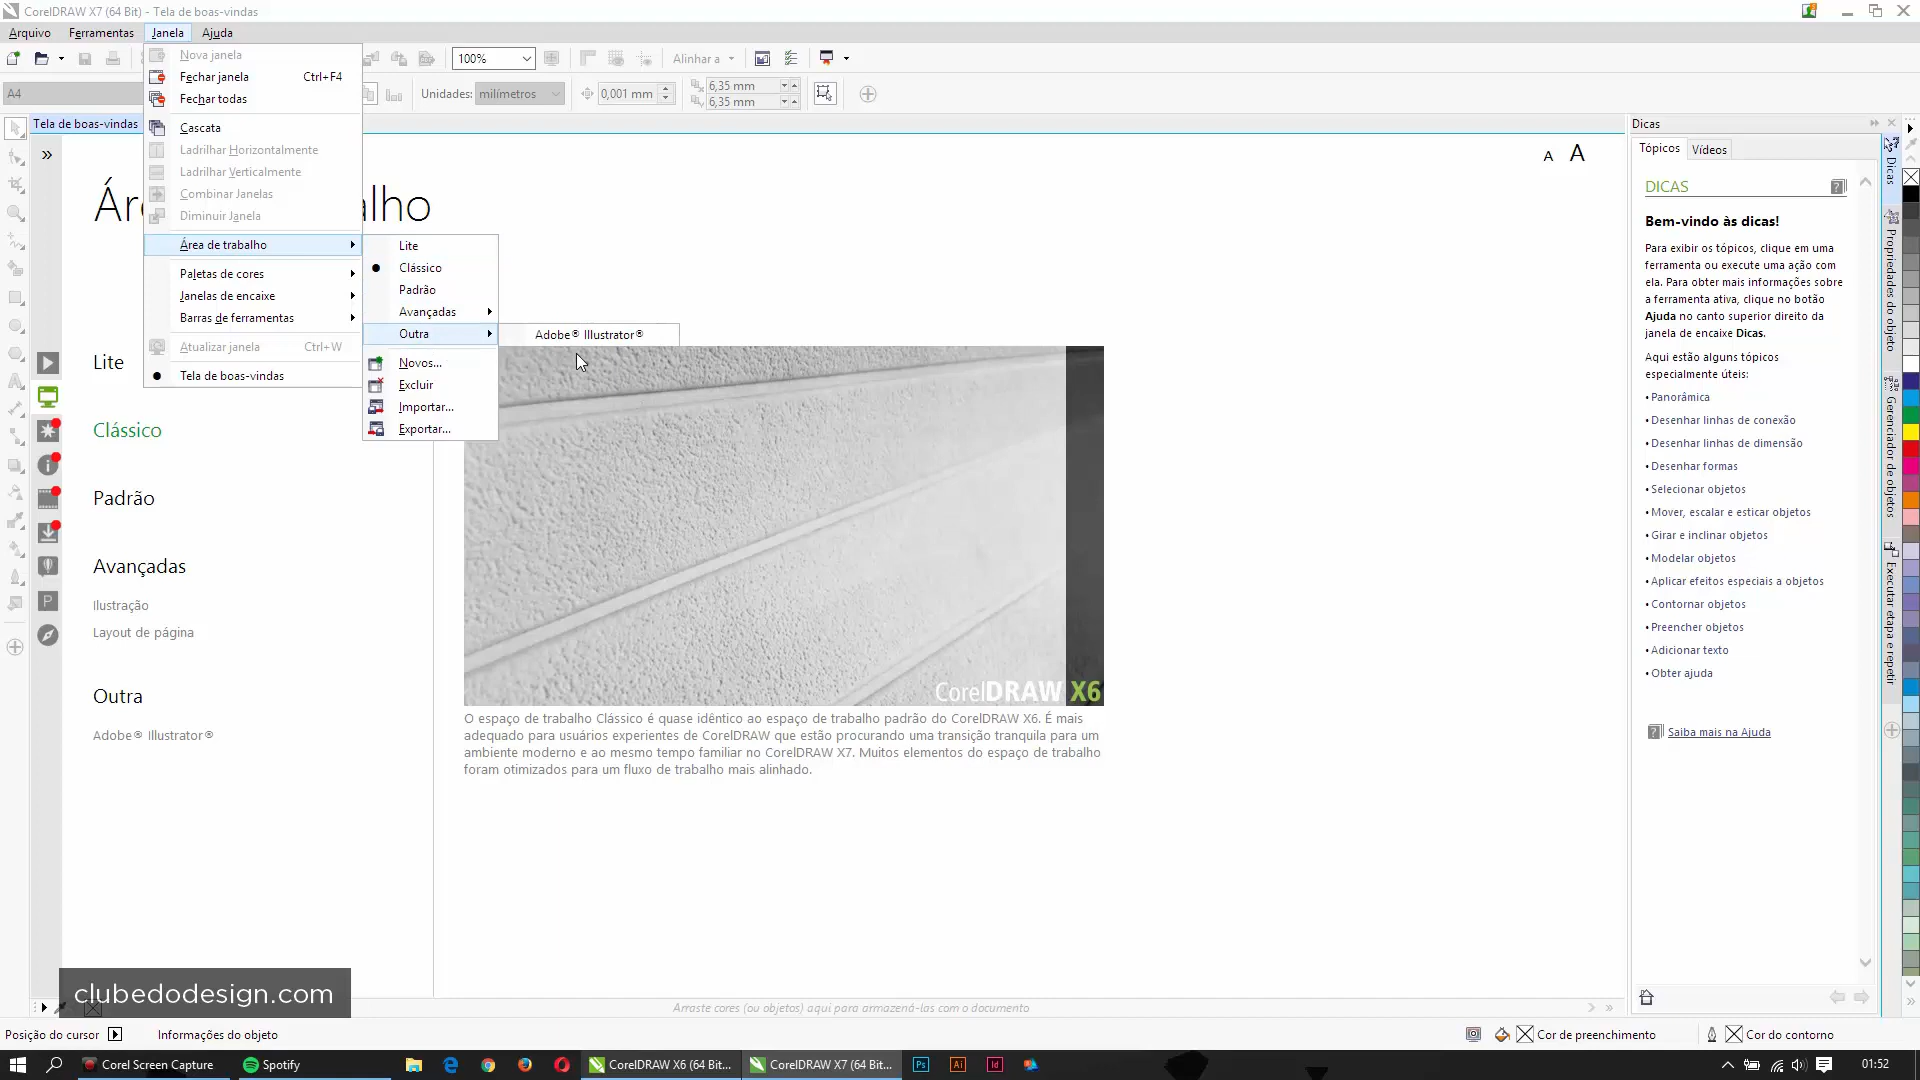 CorelDRAW X7 (64 Bit) - Tela de boas-vindas
Arquivo Ferramentas Janela Ajuda
100%
Alinhar a
A4
Unidades: milímetros
0,001 mm
6,35 mm
6,35 mm
Tela de boas-vindas
Nova janela
Fechar janela Ctrl+F4
Fechar todas
Cascata
Ladrilhar Horizontalmente
Ladrilhar Verticalmente
Combinar Janelas
Diminuir Janela
Área de trabalho
Paletas de cores
Janelas de encaixe
Barras de ferramentas
Atualizar janela Ctrl+W
Tela de boas-vindas
Lite
Clássico
Padrão
Avançadas
Outra
Novos...
Excluir
Importar...
Exportar...
Adobe® Illustrator®
A A
Ár alho
Lite
Clássico
Padrão
Avançadas
Ilustração
Layout de página
Outra
Adobe® Illustrator®
CorelDRAW X6
O espaço de trabalho Clássico é quase idêntico ao espaço de trabalho padrão do CorelDRAW X6. É mais
adequado para usuários experientes de CorelDRAW que estão procurando uma transição tranquila para um
ambiente moderno e ao mesmo tempo familiar no CorelDRAW X7. Muitos elementos do espaço de trabalho
foram otimizados para um fluxo de trabalho mais alinhado.
Dicas
Tópicos Vídeos
DICAS
Bem-vindo às dicas!
Para exibir os tópicos, clique em uma
ferramenta ou execute uma ação com
ela. Para obter mais informações sobre
a ferramenta ativa, clique no botão
Ajuda no canto superior direito da
janela de encaixe Dicas.
Aqui estão alguns tópicos
especialmente úteis:
• Panorâmica
• Desenhar linhas de conexão
• Desenhar linhas de dimensão
• Desenhar formas
• Selecionar objetos
• Mover, escalar e esticar objetos
• Girar e inclinar objetos
• Modelar objetos
• Aplicar efeitos especiais a objetos
• Contornar objetos
• Preencher objetos
• Adicionar texto
• Obter ajuda
Saiba mais na Ajuda
Dicas
Propriedades do objeto
Gerenciador de objetos
Executar etapa e repetir
clubedodesign.com
Arraste cores (ou objetos) aqui para armazená-las com o documento
Posição do cursor Informações do objeto Cor de preenchimento Cor do contorno
Corel Screen Capture Spotify CorelDRAW X6 (64 Bit... CorelDRAW X7 (64 Bit... Ps Ai Id 01:52